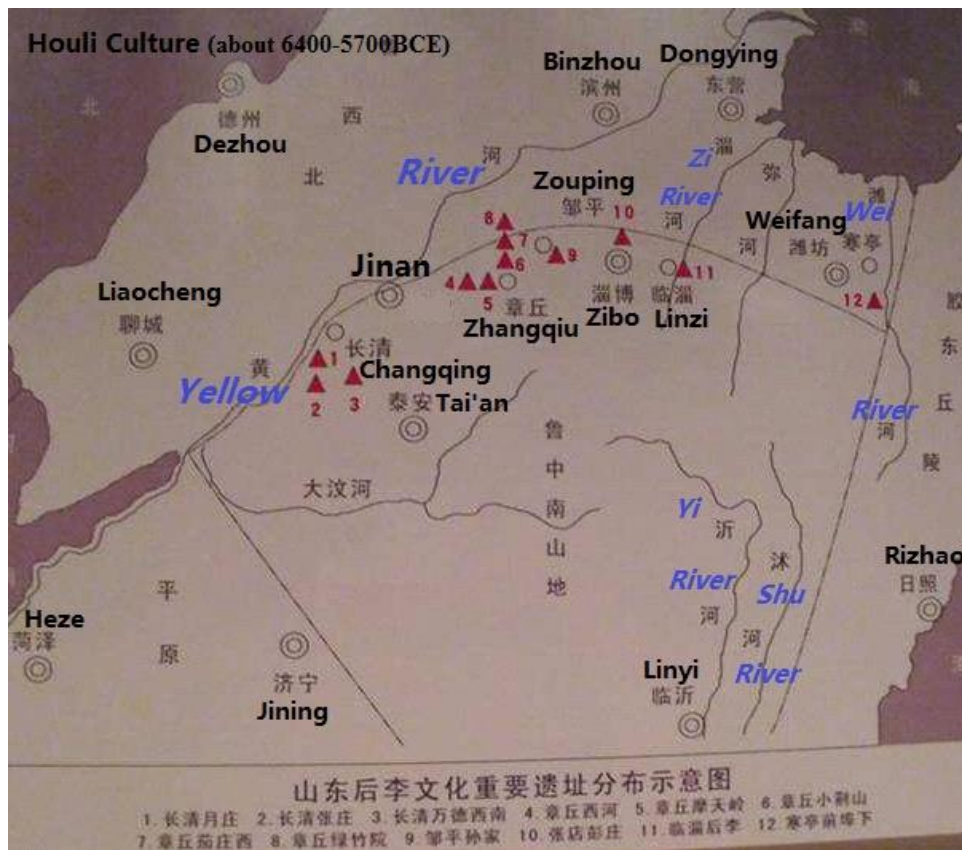 Houli Culture (about 6400-5700BCE)
Dongying
东营
Binzhou
滨州
北
海
德州
Dezhou
西
北
河
River
Zi
淄
River
河
弥
河
潍
Wei
寒亭
Weifang
潍坊
Zouping
邹平
8
7
6
9
10
11
12
4
5
Jinan
章丘
Zhangqiu
淄博
Zibo
临淄
Linzi
Liaocheng
聊城
黄
Yellow
长清
Changqing
1
2
3
泰安
Tai'an
胶
东
丘
陵
River
河
大汶河
鲁
中
南
山
地
Yi
沂
River
河
沭
Shu
河
River
Rizhao
日照
平
原
Heze
菏泽
济宁
Jining
Linyi
临沂
山东后李文化重要遗址分布示意图
1. 长清月庄 2. 长清张庄 3. 长清万德西南 4. 章丘西河 5. 章丘摩天岭 6. 章丘小荆山
7. 章丘茄庄西 8. 章丘绿竹院 9. 邹平孙家 10. 张店彭庄 11. 临淄后李 12. 寒亭前埠下